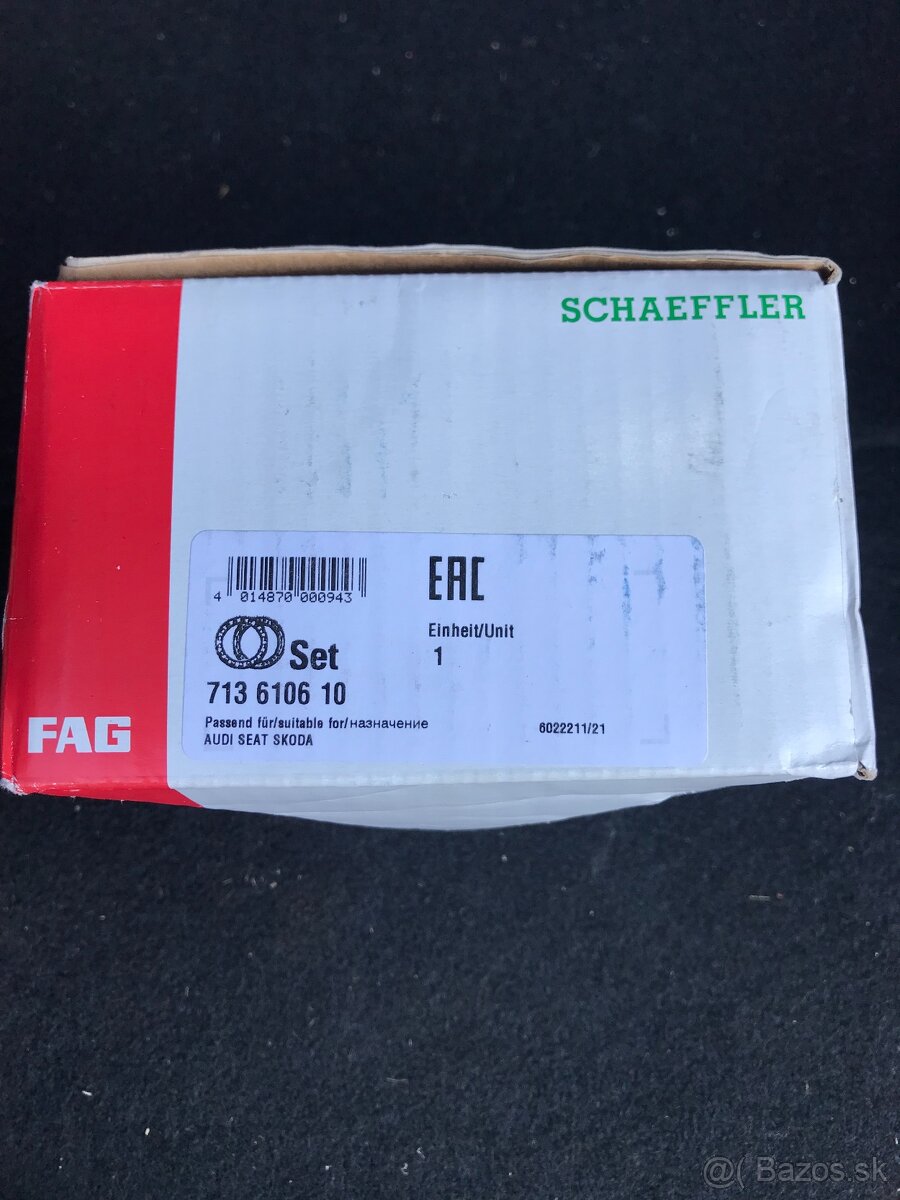 SCHAEFFLER
4 014870 000943
EAC
Einheit/Unit
1
Set
713 6106 10
Passend für/suitable for/назначение
AUDI SEAT SKODA
6022211/21
FAG
@( Bazos.sk